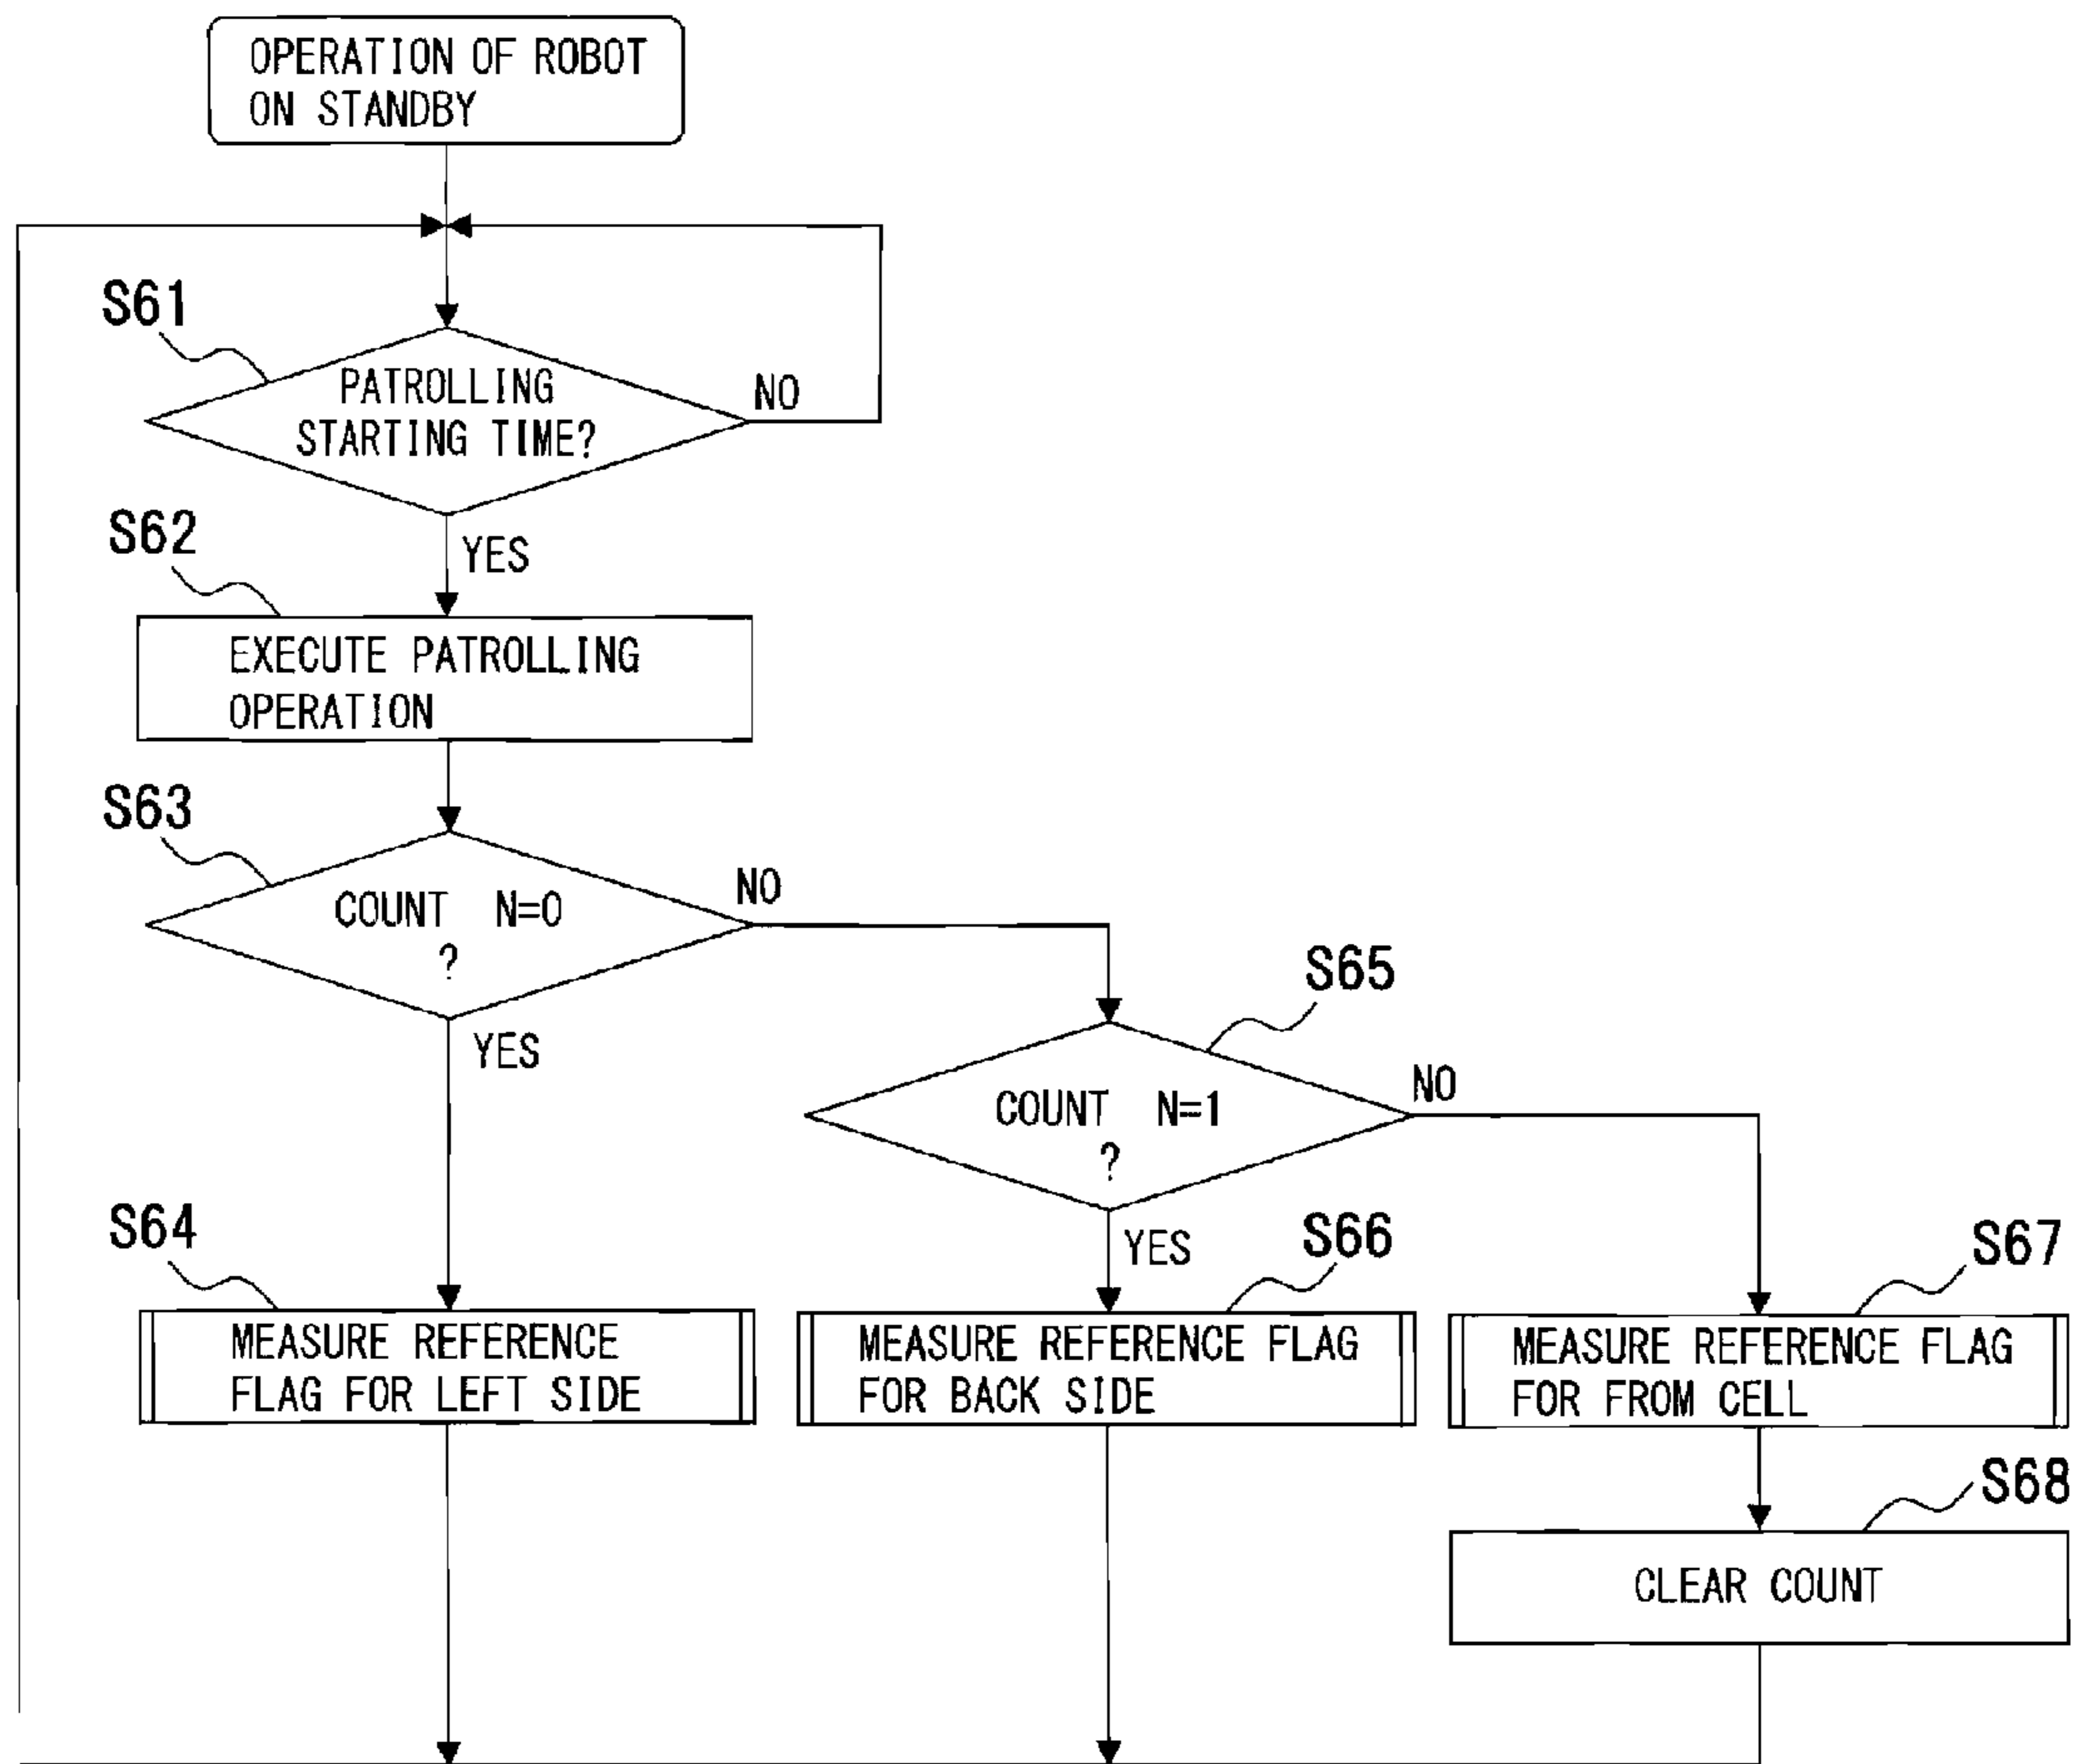 OPERATION OF ROBOT
ON STANDBY
S61
PATROLLING
STARTING TIME?
NO
YES
S62
EXECUTE PATROLLING
OPERATION
S63
COUNT N=0
?
NO
YES
S65
COUNT N=1
?
NO
YES
S64
MEASURE REFERENCE
FLAG FOR LEFT SIDE
S66
MEASURE REFERENCE FLAG
FOR BACK SIDE
S67
MEASURE REFERENCE FLAG
FOR FROM CELL
S68
CLEAR COUNT